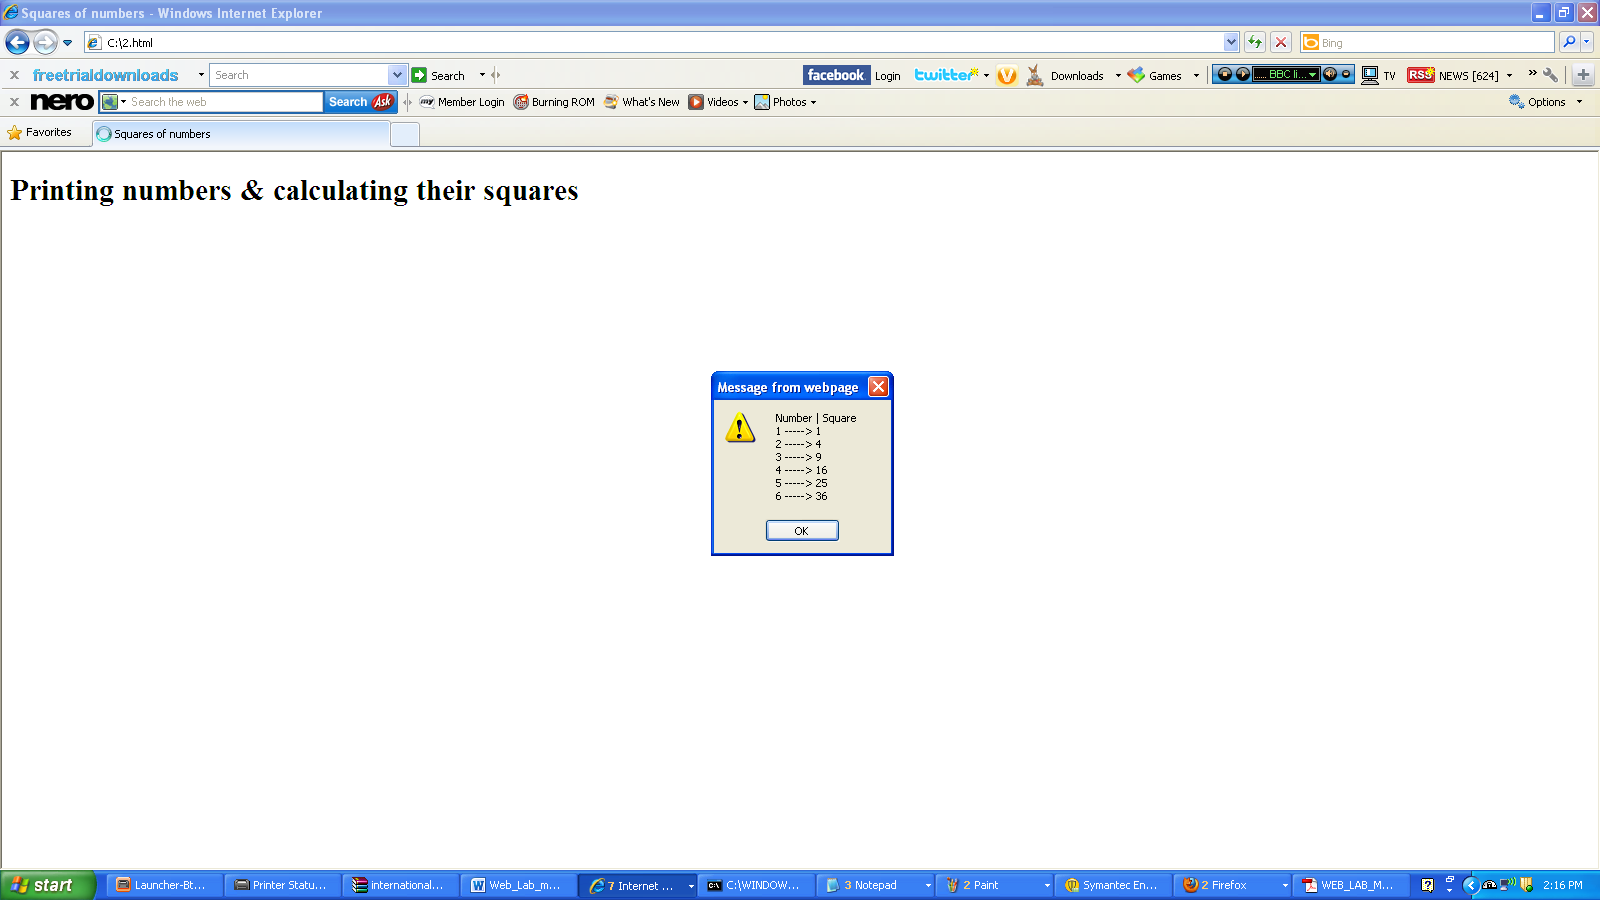 Squares of numbers - Windows Internet Explorer
C:\2.html
Bing
freetrialdownloads Search Search facebook Login twitter Downloads Games ..... BBC li... TV RSS NEWS [624] »
nero Search the web Search Ask my Member Login Burning ROM What's New Videos Photos Options
Favorites Squares of numbers
Printing numbers & calculating their squares
Message from webpage
Number | Square
1 -----> 1
2 -----> 4
3 -----> 9
4 -----> 16
5 -----> 25
6 -----> 36
OK
start Launcher-Bt... Printer Statu... international... Web_Lab_m... 7 Internet ... C:\WINDOW... 3 Notepad 2 Paint Symantec En... 2 Firefox WEB_LAB_M... 2:16 PM